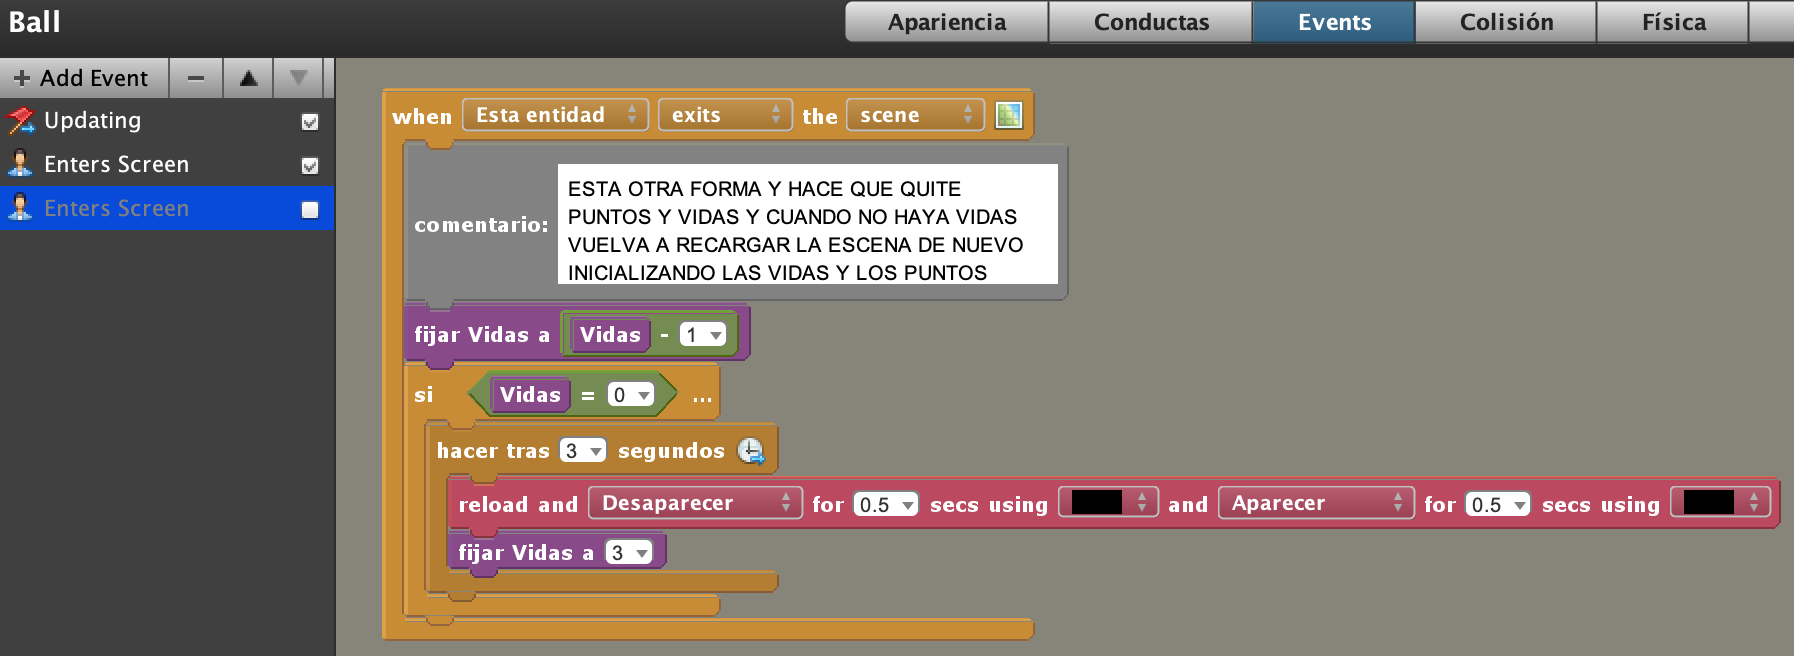 Ball
Apariencia Conductas Events Colisión Física
+ Add Event
Updating
Enters Screen
Enters Screen
when Esta entidad exits the scene
comentario:
ESTA OTRA FORMA Y HACE QUE QUITE
PUNTOS Y VIDAS Y CUANDO NO HAYA VIDAS
VUELVA A RECARGAR LA ESCENA DE NUEVO
INICIALIZANDO LAS VIDAS Y LOS PUNTOS
fijar Vidas a Vidas - 1
si Vidas = 0 ...
hacer tras 3 segundos
reload and Desaparecer for 0.5 secs using and Aparecer for 0.5 secs using
fijar Vidas a 3